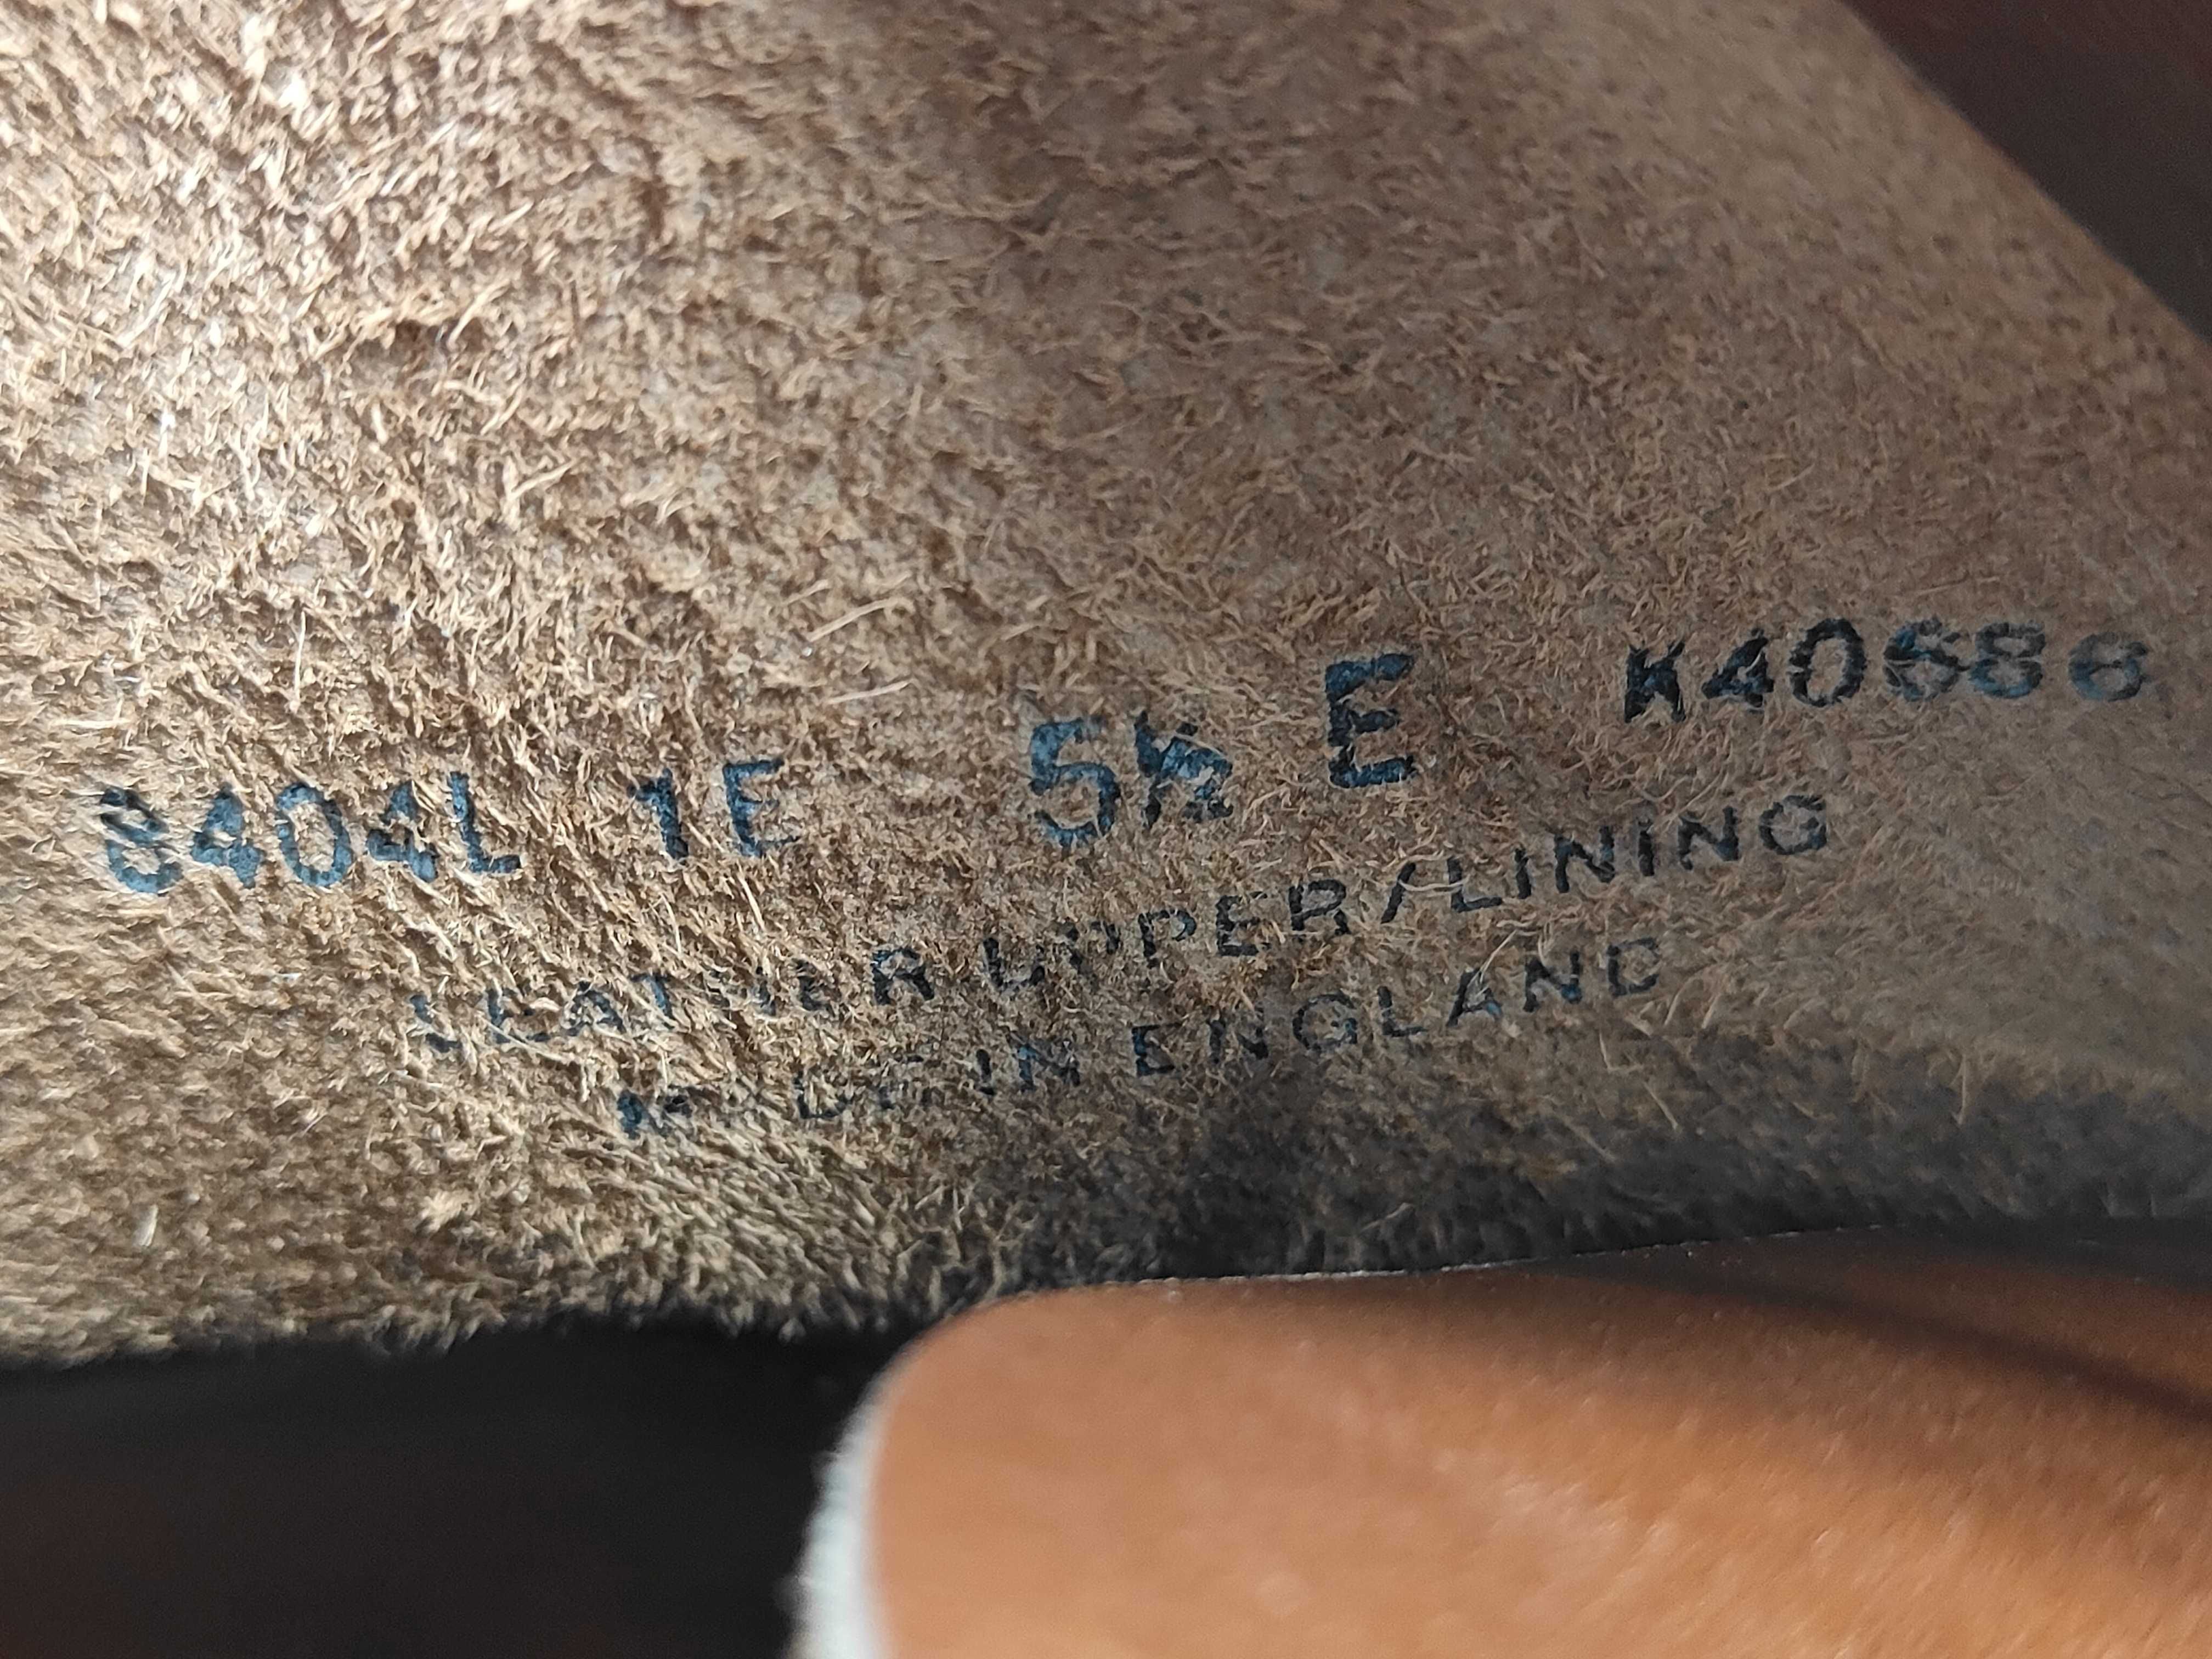 8404L 1E 5½ E K40686
LEATHER UPPER/LINING
MADE IN ENGLAND